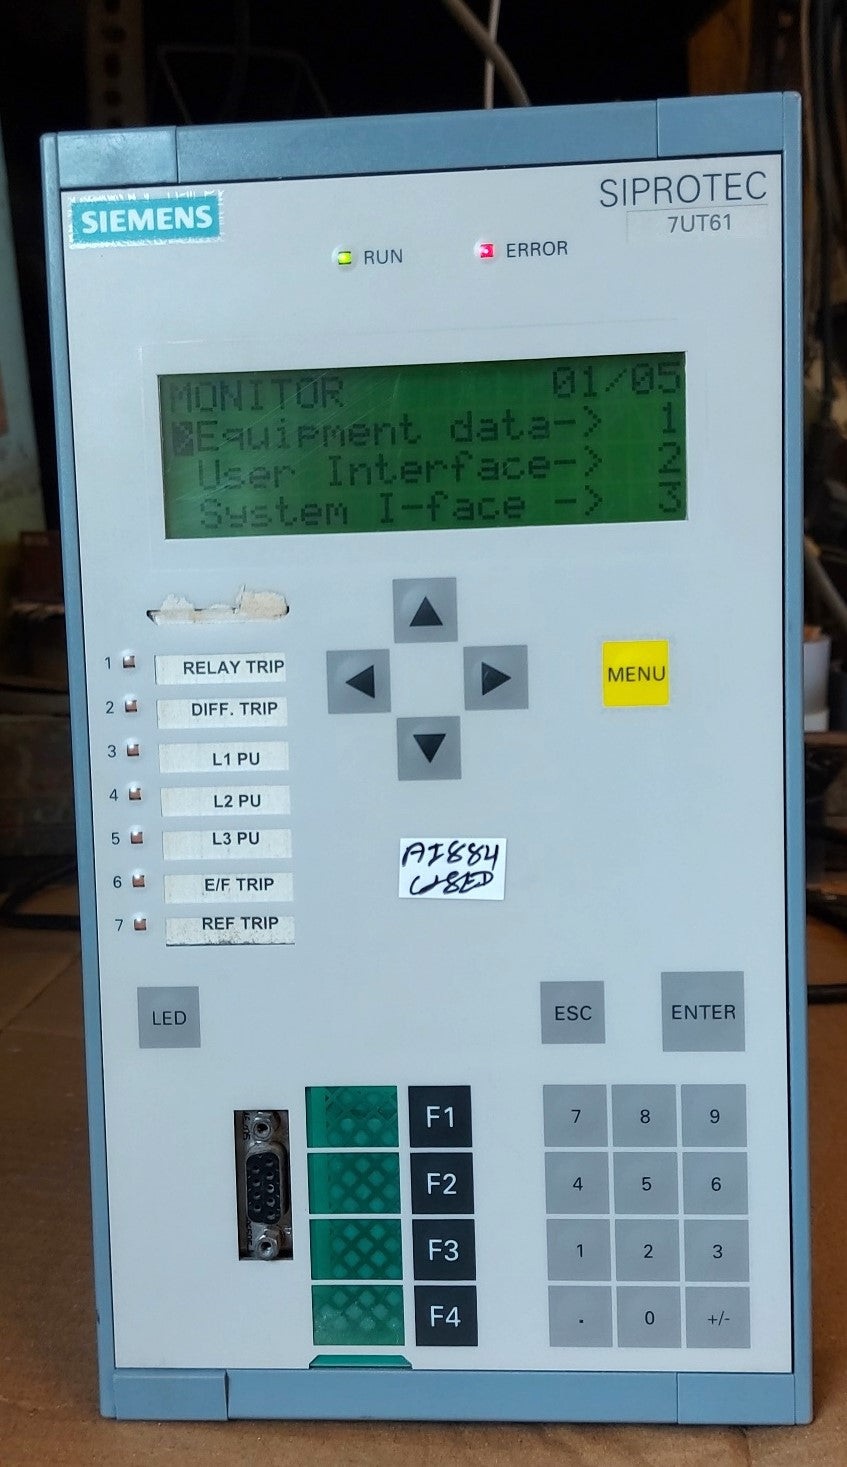 SIEMENS
SIPROTEC
7UT61
RUN
ERROR
MONITOR 01/05
Equipment data-> 1
User Interface-> 2
System I-face -> 3
1 RELAY TRIP
2 DIFF. TRIP
3 L1 PU
4 L2 PU
5 L3 PU
6 E/F TRIP
7 REF TRIP
MENU
AI884
USED
LED
ESC
ENTER
F1
7 8 9
F2
4 5 6
F3
1 2 3
F4
. 0 +/-